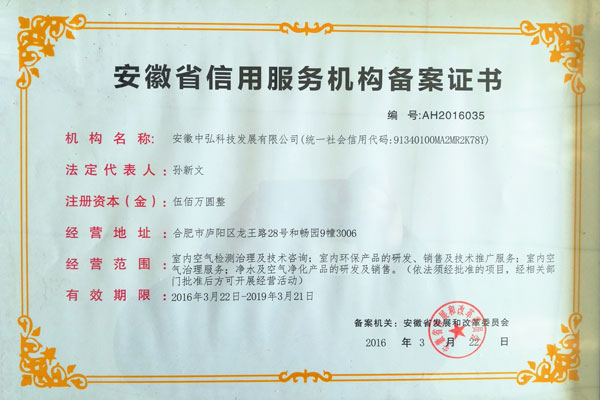 安徽省信用服务机构备案证书
编 号:AH2016035
机 构 名 称: 安徽中弘科技发展有限公司(统一社会信用代码:91340100MA2MR2K78Y)
法 定 代 表 人: 孙新文
注册资本（金）: 伍佰万圆整
经 营 地 址: 合肥市庐阳区龙王路28号和畅园9幢3006
经 营 范 围: 室内空气检测治理及技术咨询；室内环保产品的研发、销售及技术推广服务；室内空
气治理服务；净水及空气净化产品的研发及销售。（依法须经批准的项目，经相关部
门批准后方可开展经营活动）
有 效 期 限: 2016年3月22日-2019年3月21日
备案机关: 安徽省发展和改革委员会
2016 年 3 月 22 日
安徽省发展和改革委员会